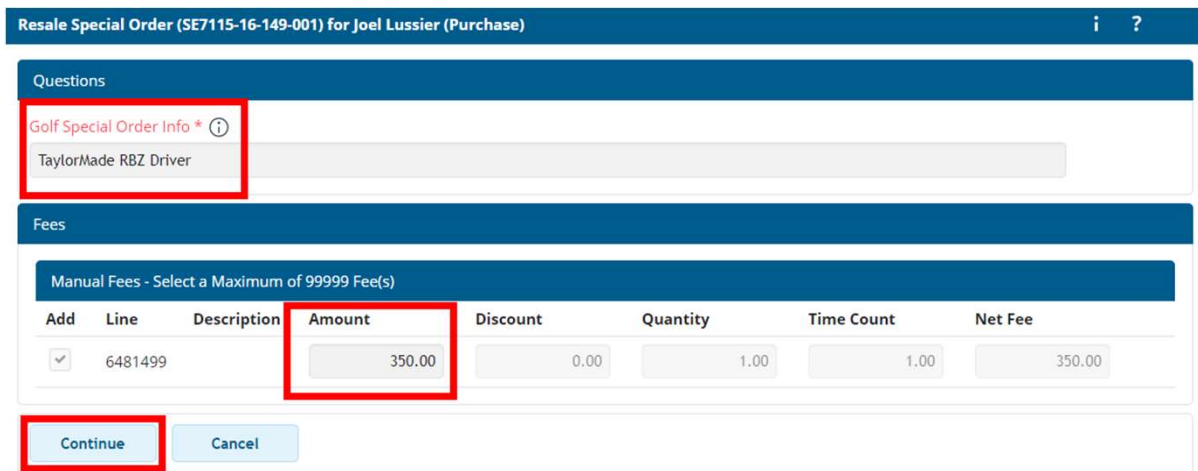 Resale Special Order (SE7115-16-149-001) for Joel Lussier (Purchase) i ?
Questions
Golf Special Order Info * i
TaylorMade RBZ Driver
Fees
Manual Fees - Select a Maximum of 99999 Fee(s)
Add Line Description Amount Discount Quantity Time Count Net Fee
6481499 350.00 0.00 1.00 1.00 350.00
Continue Cancel